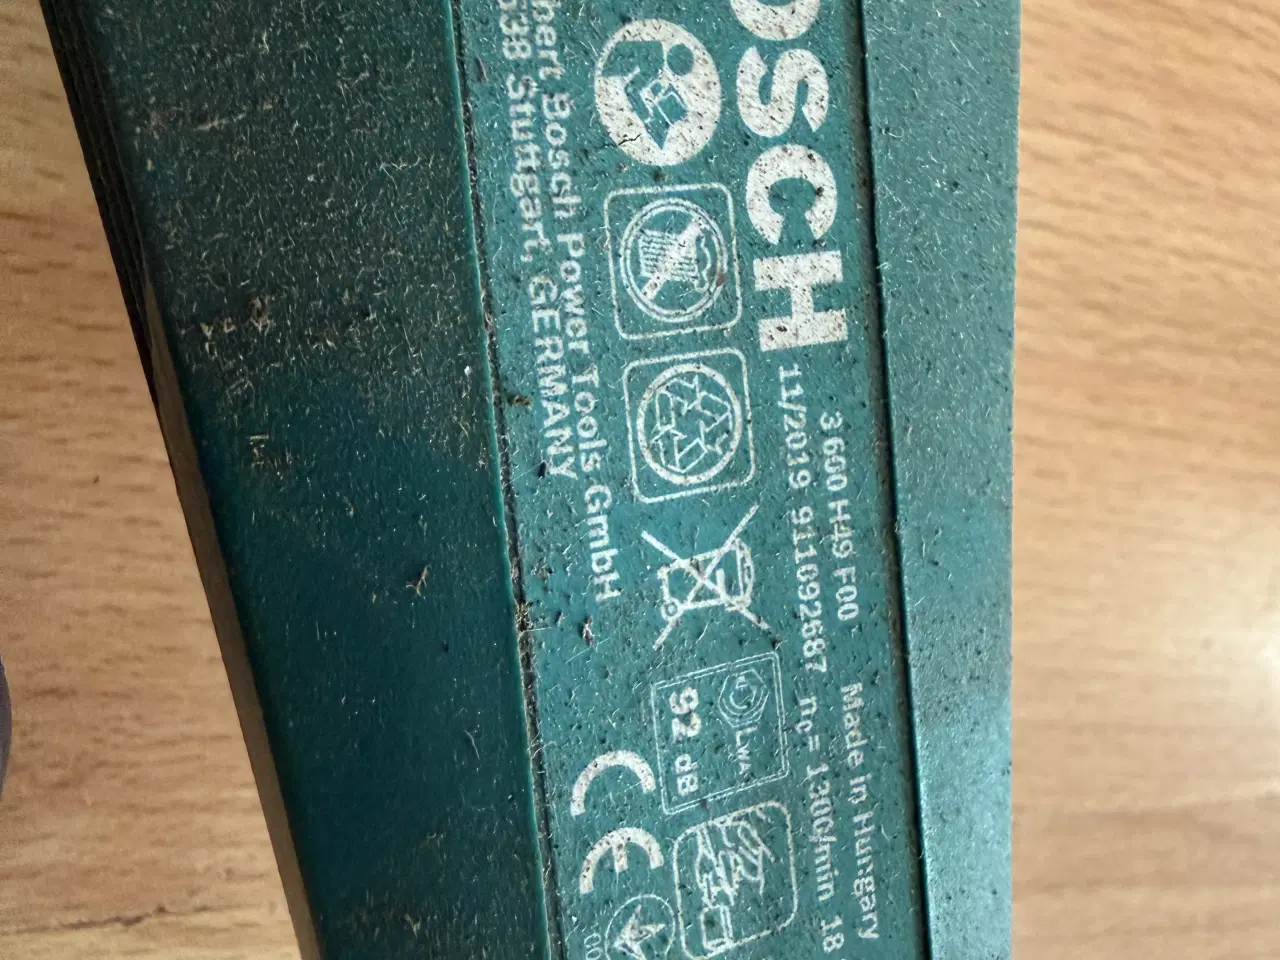 OSCH
3 600 H49 F00 Made in Hungary
11/2019 911092687 n₀ = 1300/min 18
LWA
92 dB
CE
bert Bosch Power Tools GmbH
538 Stuttgart, GERMANY